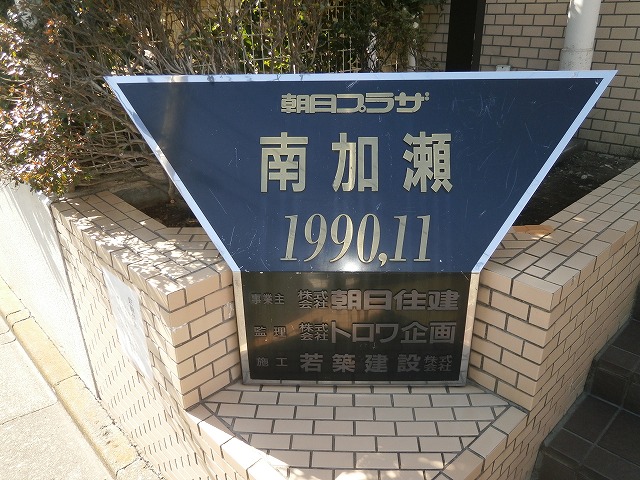 朝日プラザ
南加瀬
1990,11
事業主 株式会社 朝日住建
監理 株式会社 トロワ企画
施工 若築建設 株式会社